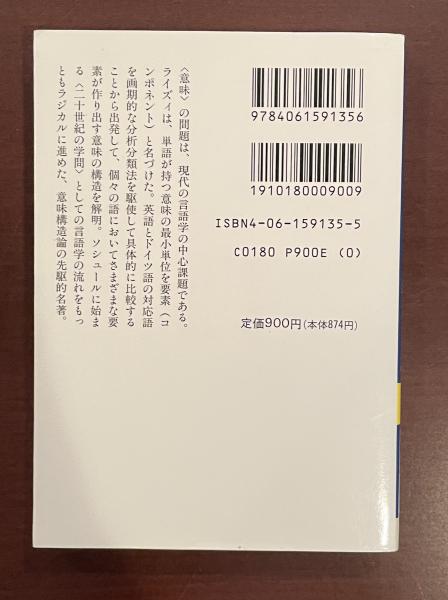 9784061591356
1910180009009
ISBN4-06-159135-5
C0180 P900E (0)
定価900円(本体874円)
〈意味〉の問題は、現代の言語学の中心課題である。
ライズィは、単語が持つ意味の最小単位を要素（コ
ンポネント）と名づけた。英語とドイツ語の対応語
を画期的な分析分類法を駆使して具体的に比較する
ことから出発して、個々の語においてさまざまな要
素が作り出す意味の構造を解明。ソシュールに始ま
る〈二十世紀の学問〉としての言語学の流れをもっ
ともラジカルに進めた、意味構造論の先駆的名著。